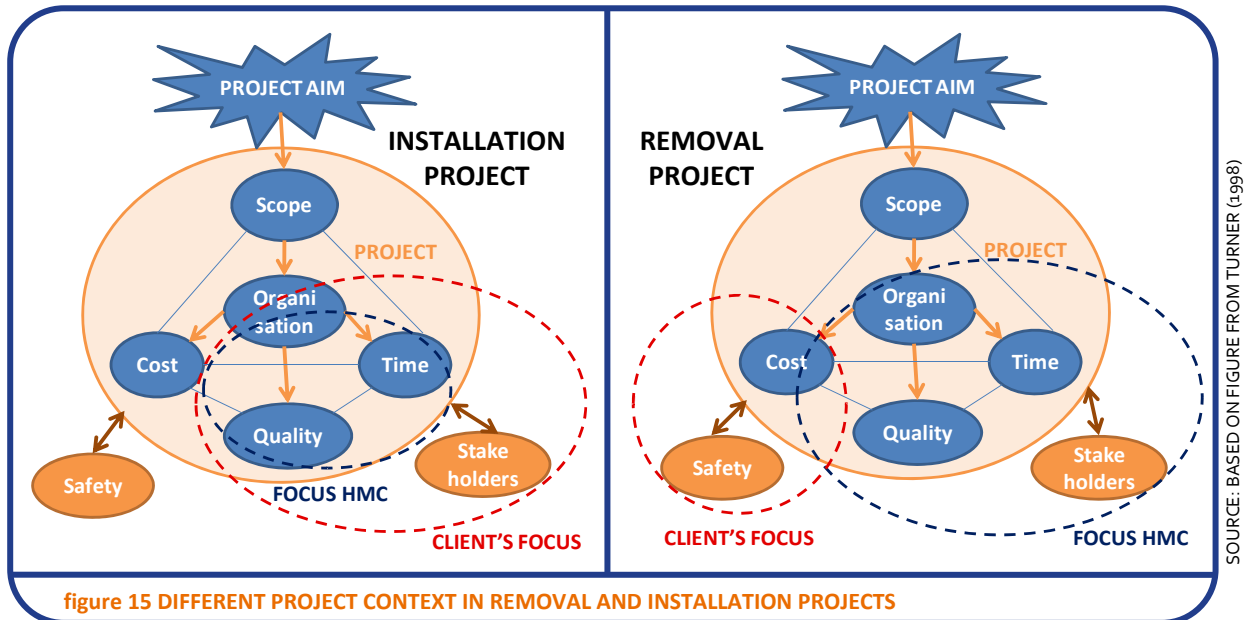 PROJECT AIM
INSTALLATION
PROJECT
Scope
PROJECT
Organi
sation
Cost
Time
Quality
Safety
Stake
holders
FOCUS HMC
CLIENT'S FOCUS
PROJECT AIM
REMOVAL
PROJECT
Scope
PROJECT
Organi
sation
Cost
Time
Quality
Safety
Stake
holders
CLIENT'S FOCUS
FOCUS HMC
figure 15 DIFFERENT PROJECT CONTEXT IN REMOVAL AND INSTALLATION PROJECTS
SOURCE: BASED ON FIGURE FROM TURNER (1998)